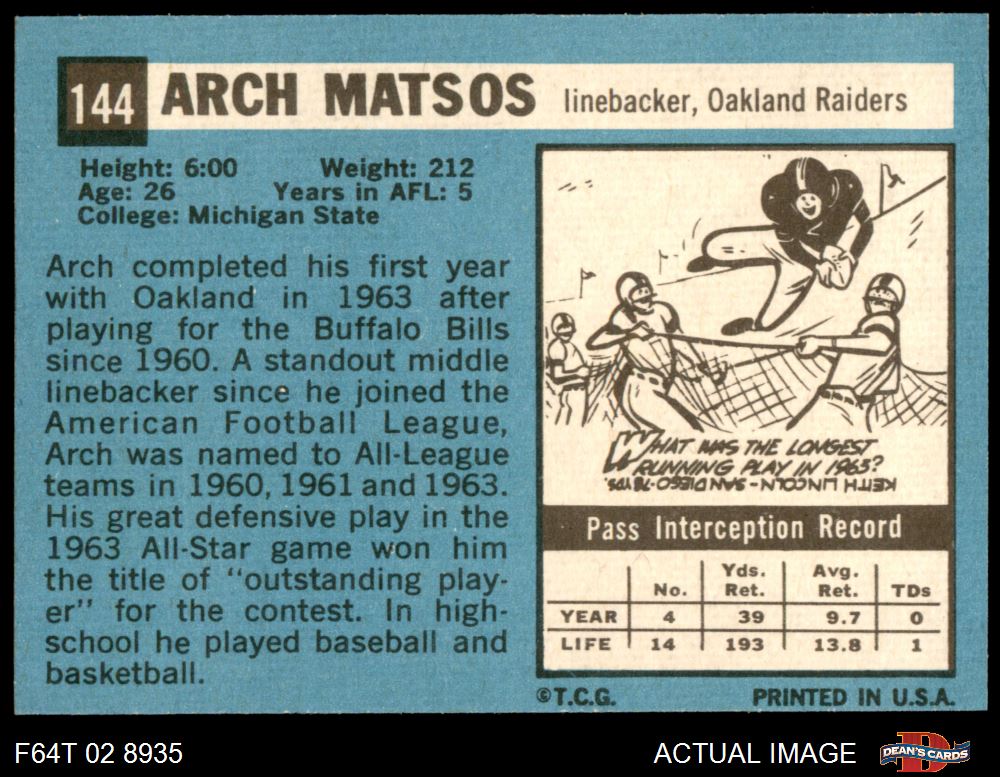 144 ARCH MATSOS linebacker, Oakland Raiders
Height: 6:00 Weight: 212
Age: 26 Years in AFL: 5
College: Michigan State
Arch completed his first year
with Oakland in 1963 after
playing for the Buffalo Bills
since 1960. A standout middle
linebacker since he joined the
American Football League,
Arch was named to All-League
teams in 1960, 1961 and 1963.
His great defensive play in the
1963 All-Star game won him
the title of "outstanding play-
er" for the contest. In high-
school he played baseball and
basketball.
WHAT WAS THE LONGEST
RUNNING PLAY IN 1963?
KEITH LINCOLN - SAN DIEGO - 76 YDS.
Pass Interception Record
No. Yds. Ret. Avg. Ret. TDs
YEAR 4 39 9.7 0
LIFE 14 193 13.8 1
©T.C.G. PRINTED IN U.S.A.
F64T 02 8935 ACTUAL IMAGE DEAN'S CARDS